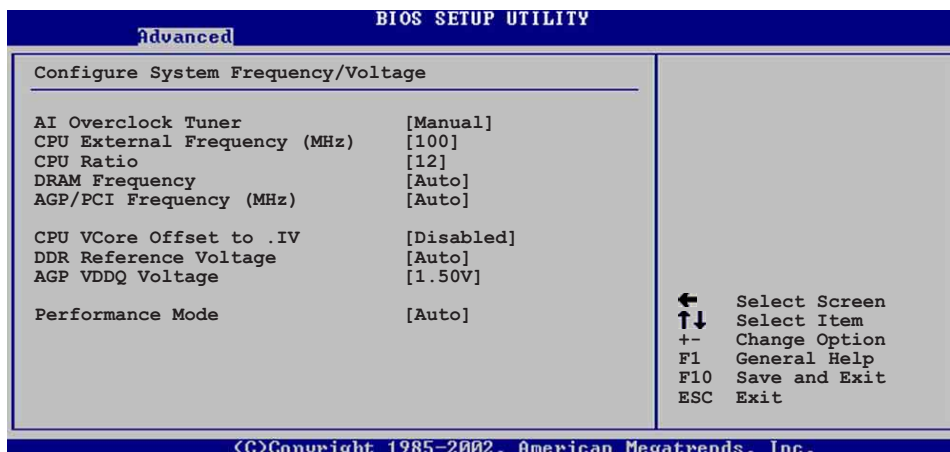 BIOS SETUP UTILITY
Advanced
Configure System Frequency/Voltage
AI Overclock Tuner [Manual]
CPU External Frequency (MHz) [100]
CPU Ratio [12]
DRAM Frequency [Auto]
AGP/PCI Frequency (MHz) [Auto]
CPU VCore Offset to .IV [Disabled]
DDR Reference Voltage [Auto]
AGP VDDQ Voltage [1.50V]
Performance Mode [Auto]
← Select Screen
↑↓ Select Item
+- Change Option
F1 General Help
F10 Save and Exit
ESC Exit
(C)Copyright 1985-2002, American Megatrends, Inc.